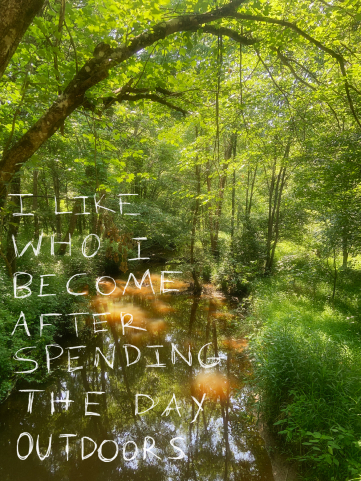 I LIKE
WHO I
BECOME
AFTER
SPENDING
THE DAY
OUTDOORS